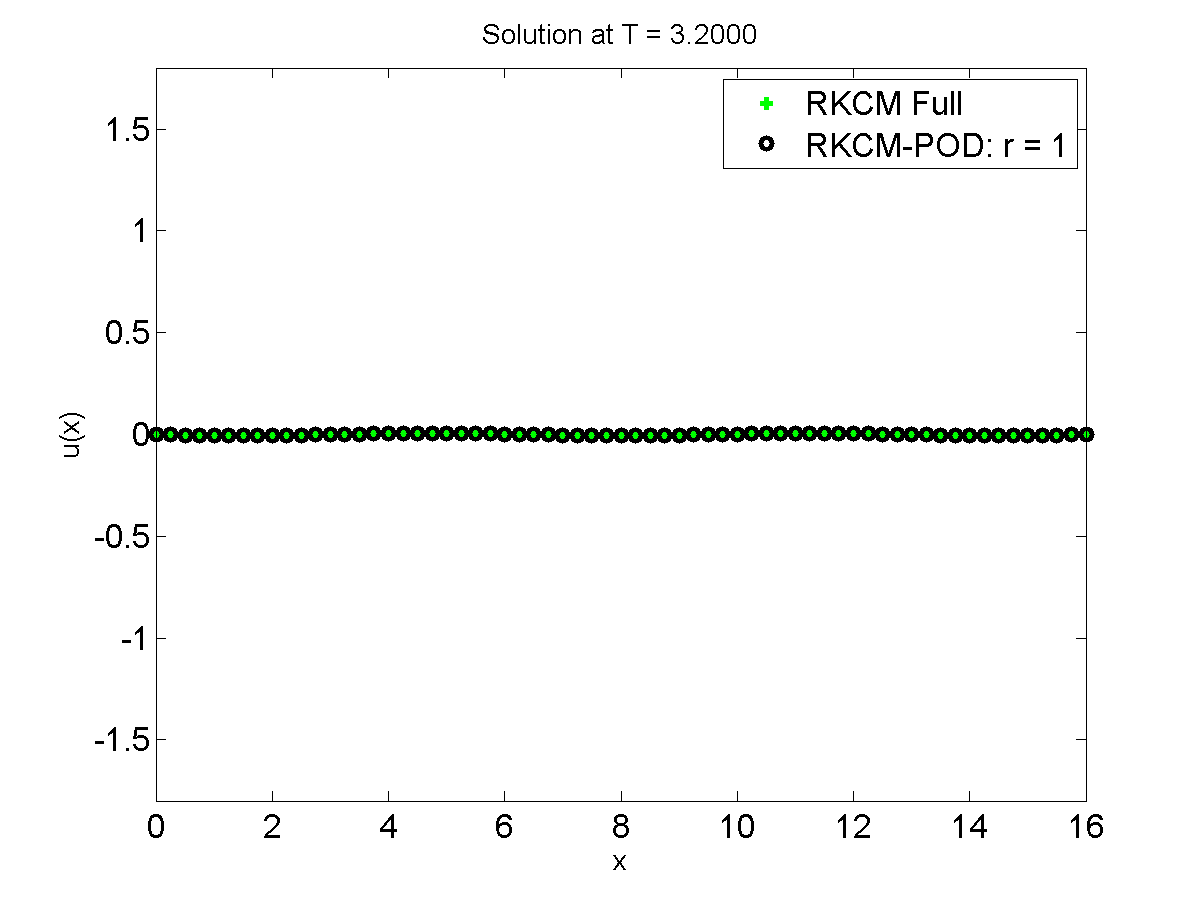 Solution at T = 3.2000
RKCM Full
RKCM-POD: r = 1
1.5
1
0.5
0
-0.5
-1
-1.5
u(x)
0 2 4 6 8 10 12 14 16
x